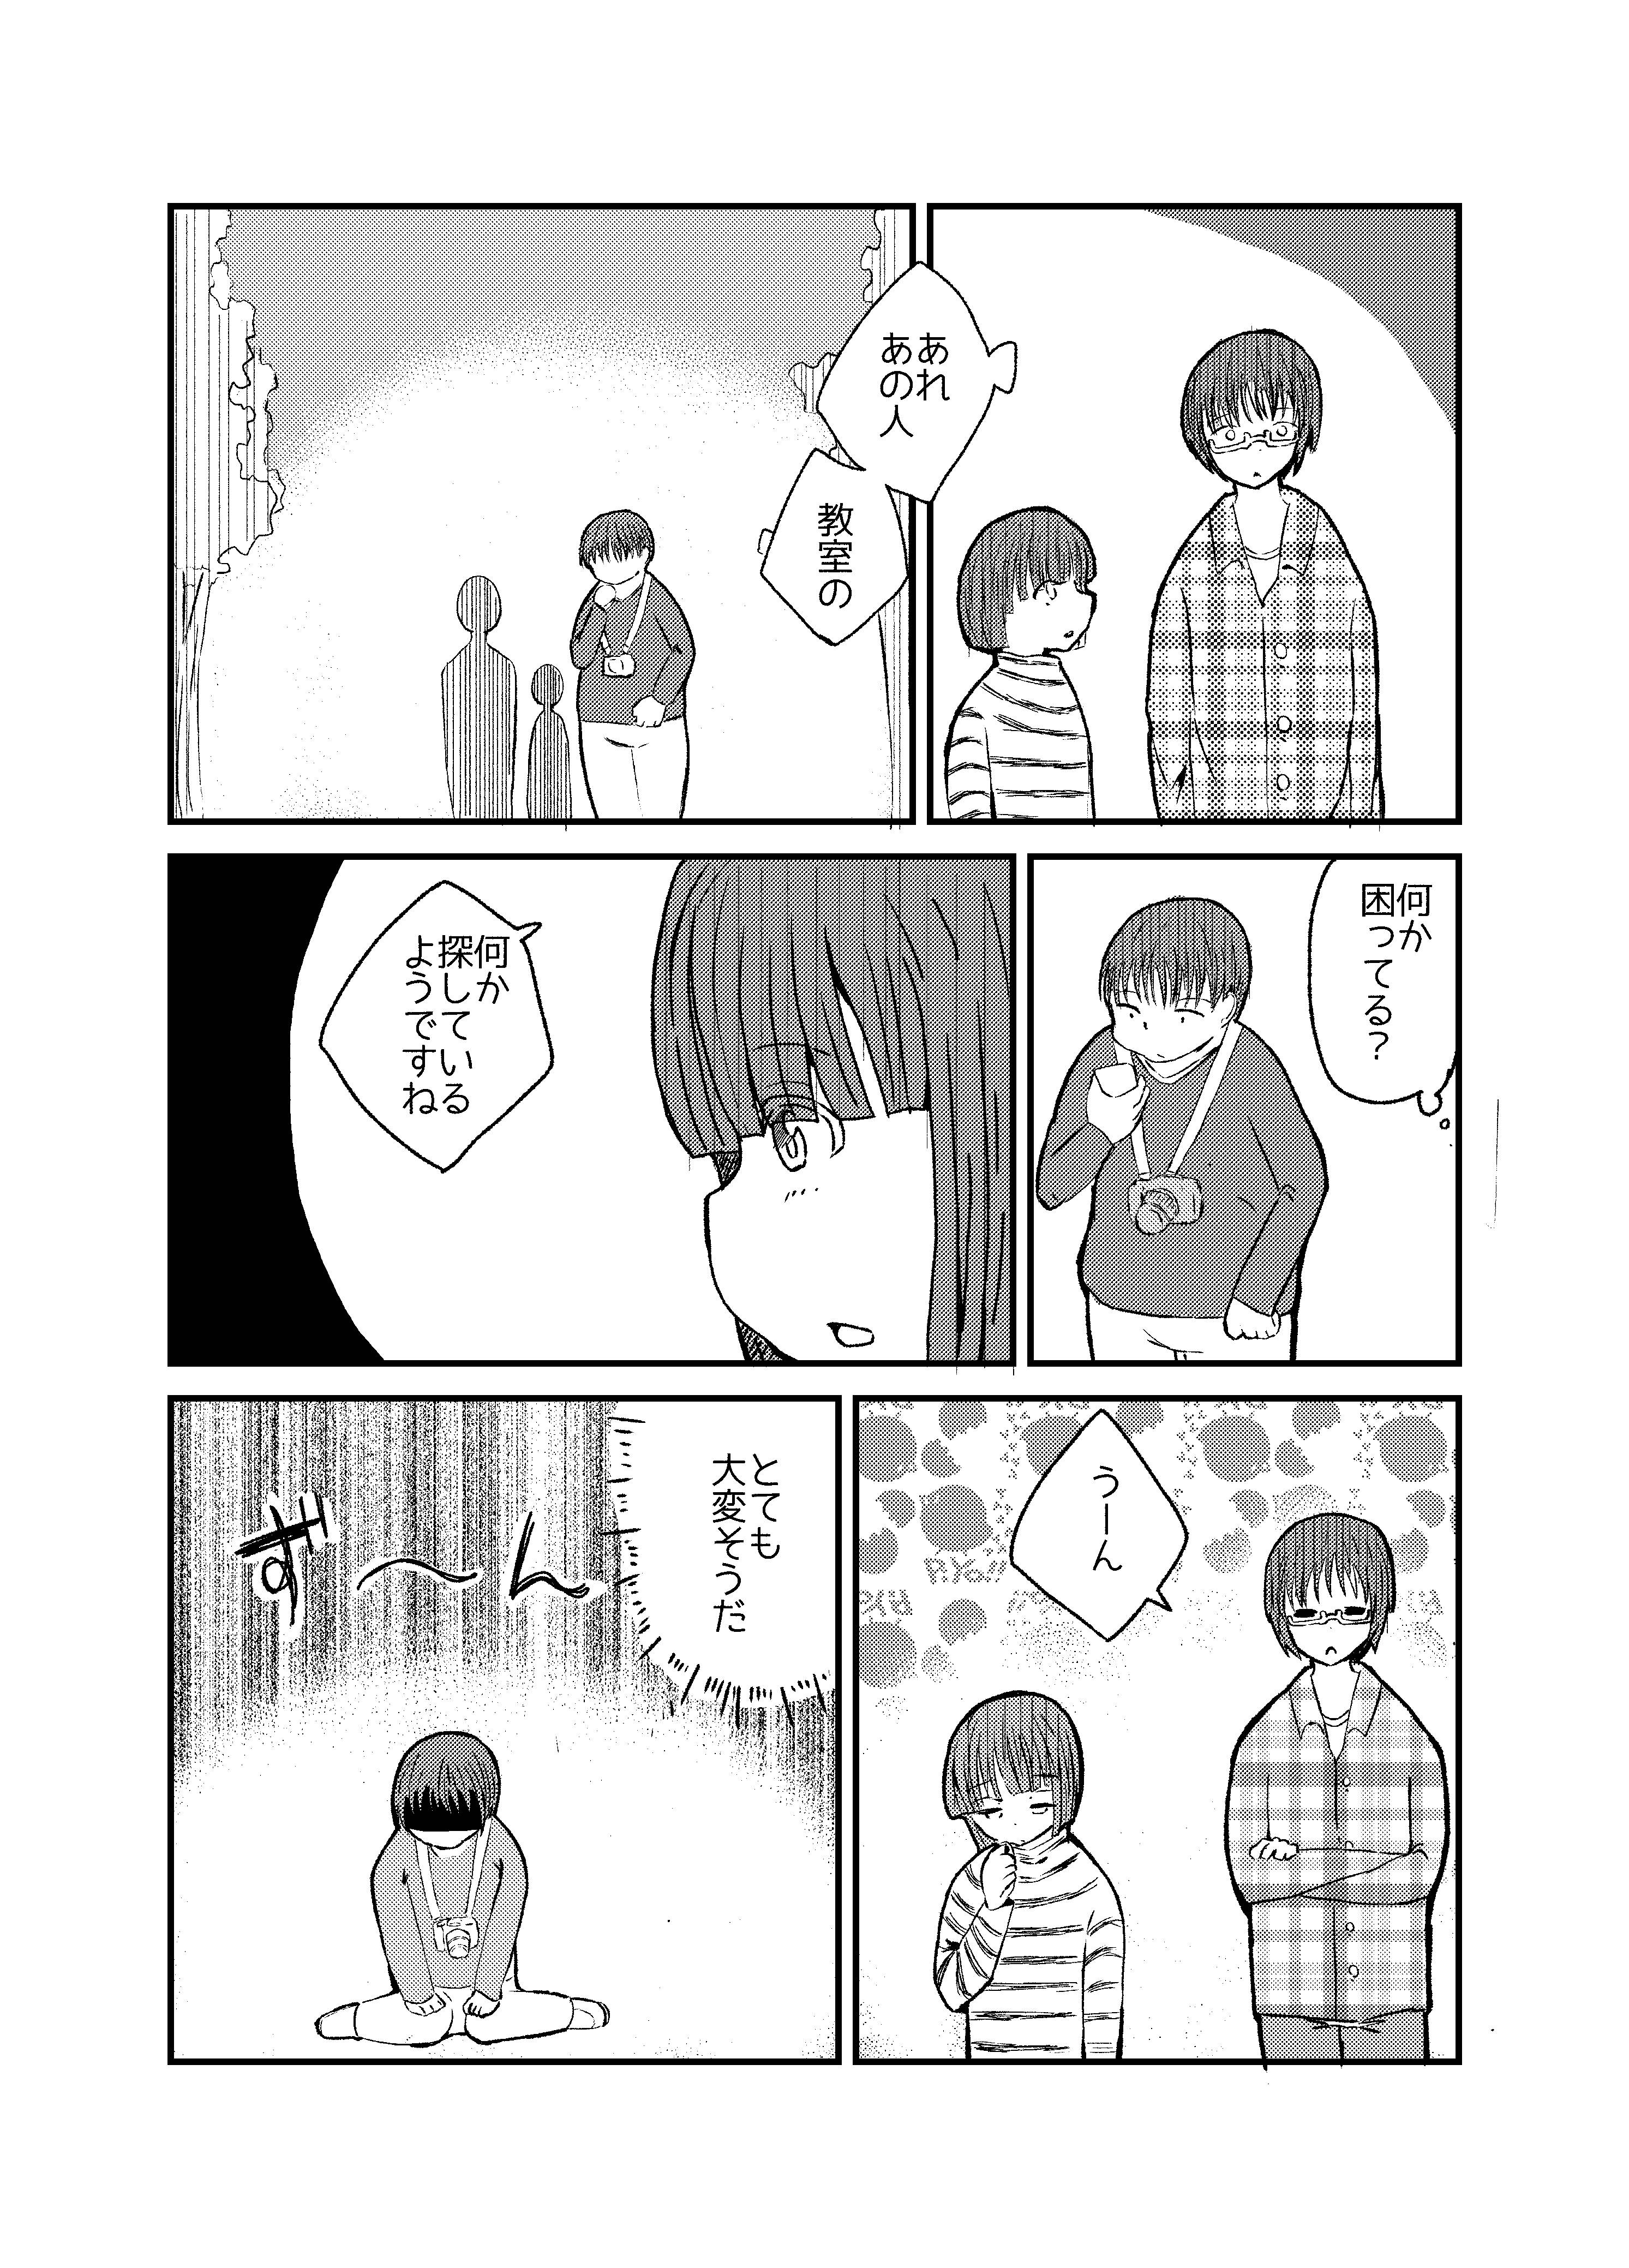 あれ
あの人
教室の
何か
困ってる？
何か
探している
ようですね
うーん
とても
大変そうだ
ず〜ん